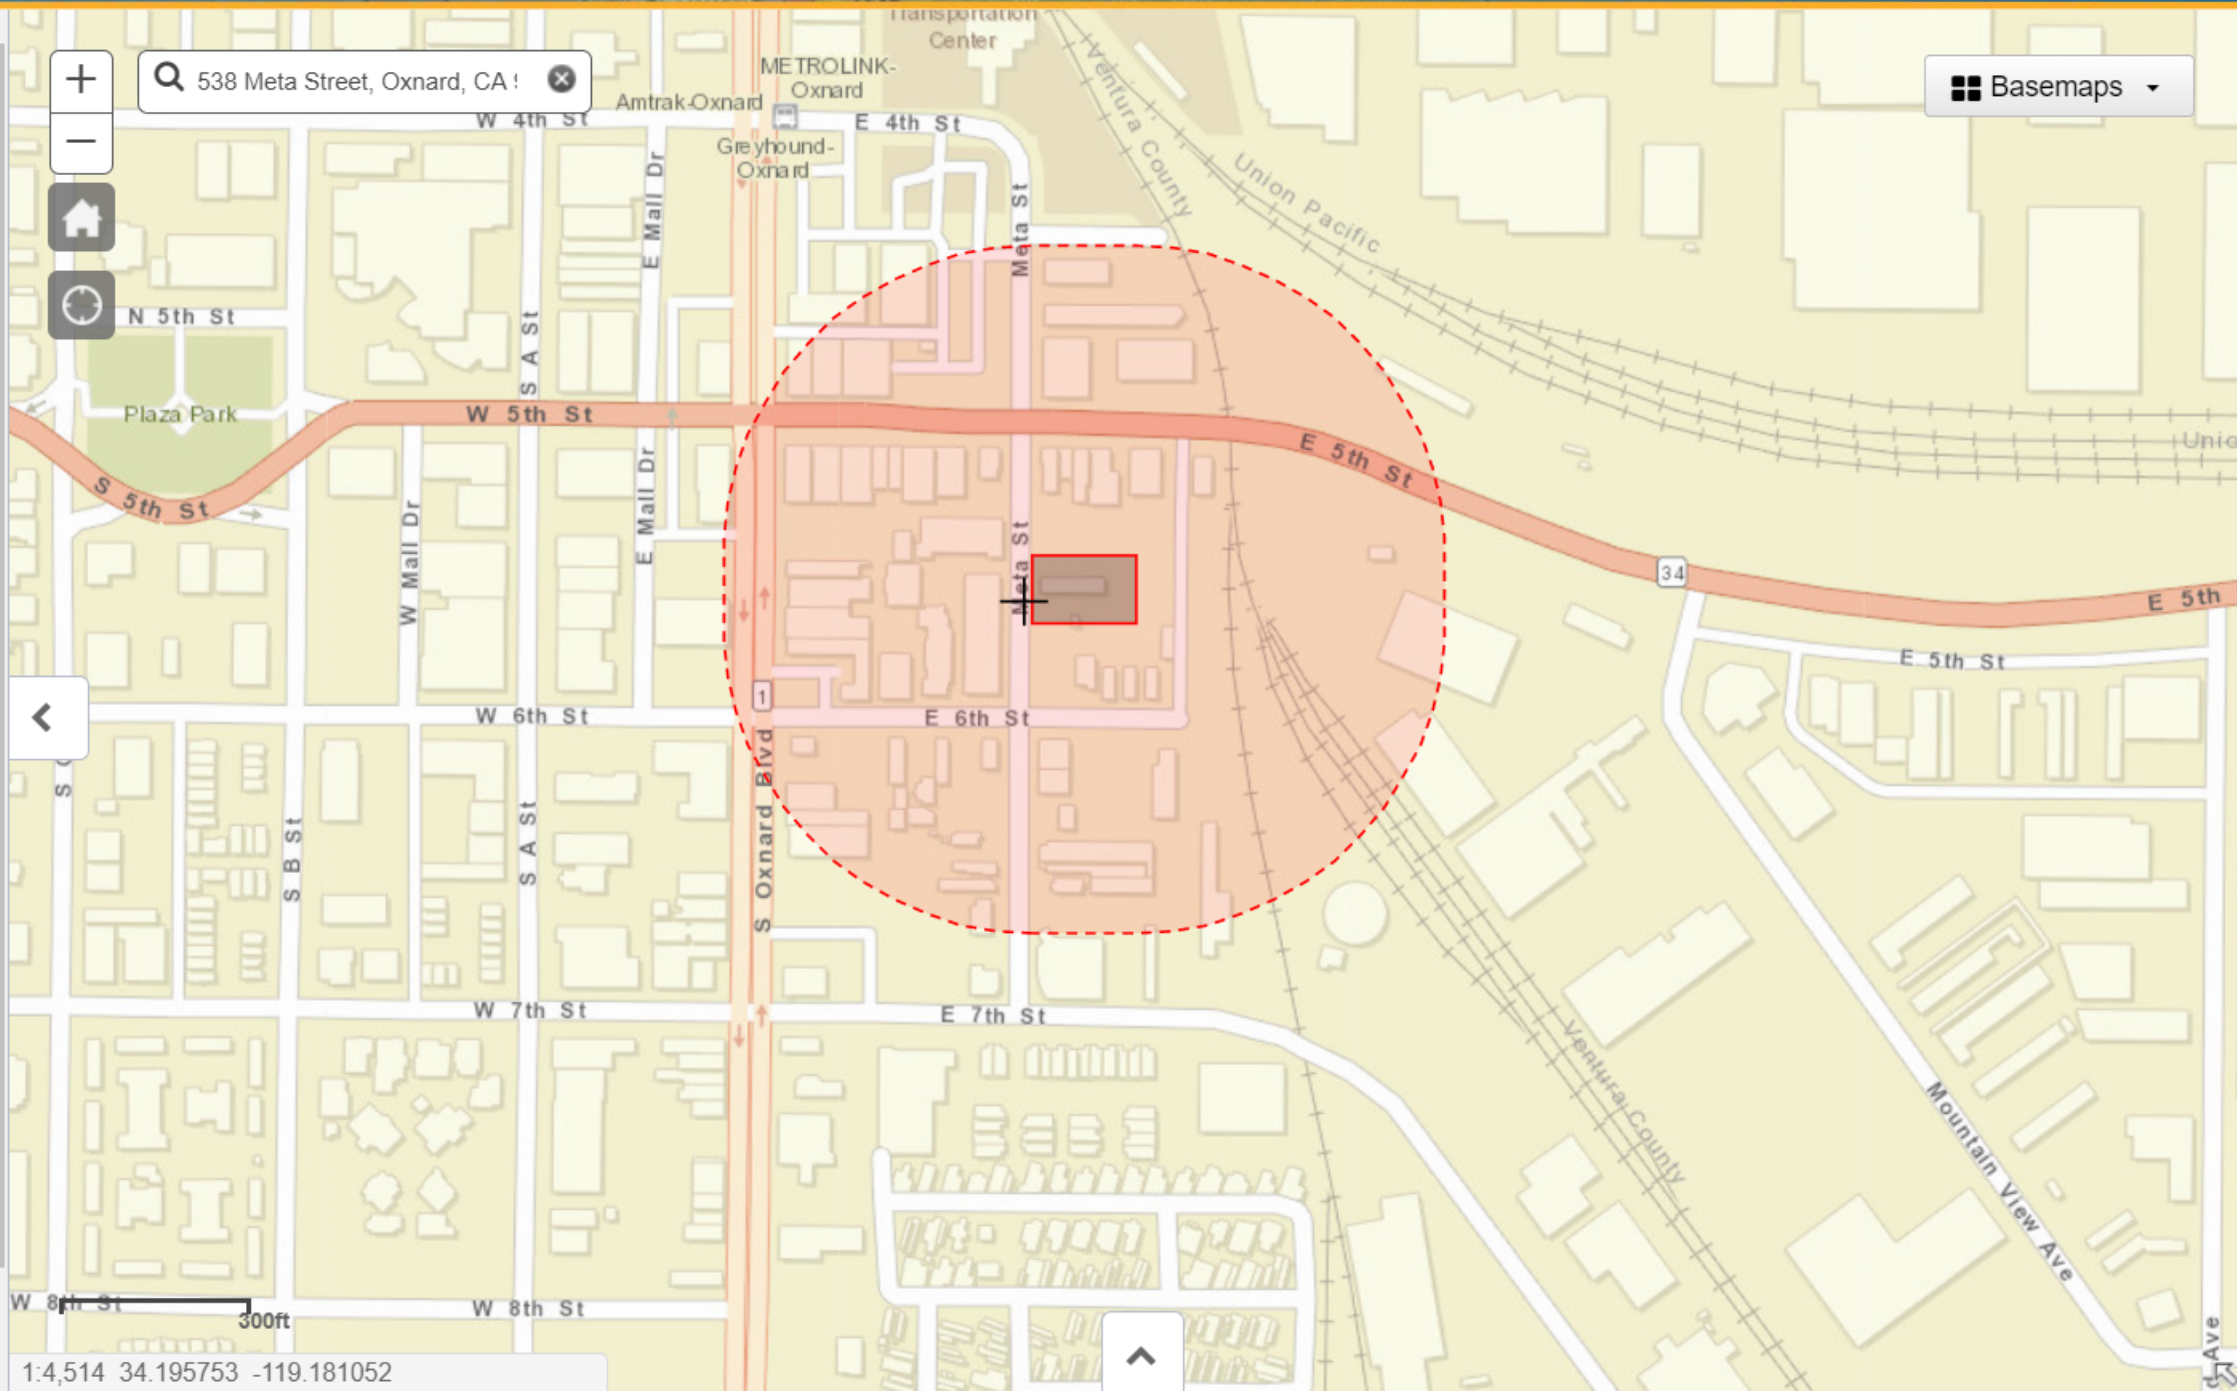 Transportation
Center
538 Meta Street, Oxnard, CA
METROLINK-
Oxnard
Amtrak-Oxnard
Greyhound-
Oxnard
Basemaps
W 4th St
E 4th St
Ventura County
Union Pacific
E Mall Dr
Meta St
N 5th St
S A St
Plaza Park
W 5th St
E 5th St
Unio
S 5th St
W Mall Dr
E Mall Dr
Meta St
Meta St
34
E 5th
E 5th St
1
W 6th St
E 6th St
S B St
S A St
S Oxnard Blvd
W 7th St
E 7th St
Ventura County
Mountain View Ave
W 8th St
W 8th St
300ft
Ave
1:4,514 34.195753 -119.181052